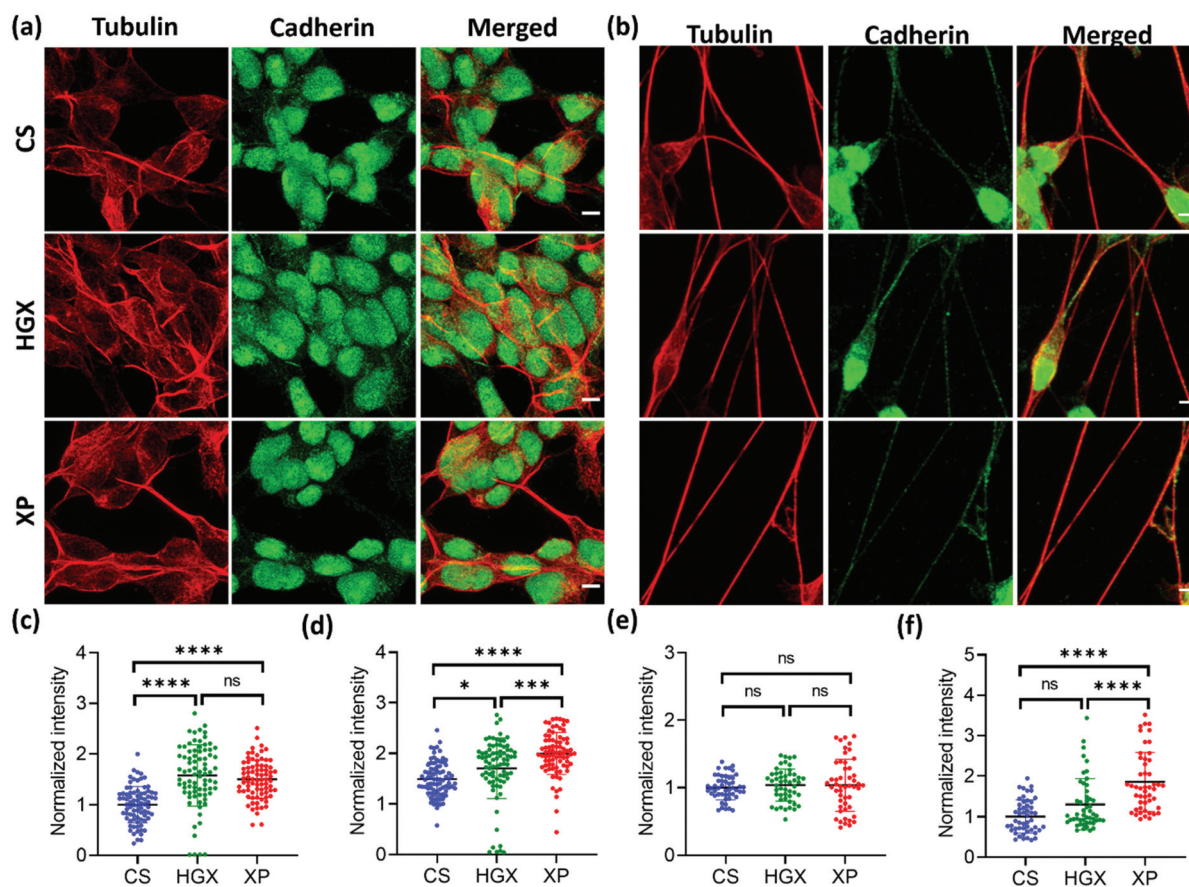 (a) Tubulin Cadherin Merged
(b) Tubulin Cadherin Merged
CS
HGX
XP
(c)
Normalized intensity
4
3
2
1
0
****
**** ns
CS HGX XP
(d)
Normalized intensity
4
3
2
1
0
****
* ***
CS HGX XP
(e)
Normalized intensity
3
2
1
0
ns
ns ns
CS HGX XP
(f)
Normalized intensity
5
4
3
2
1
0
****
ns ****
CS HGX XP